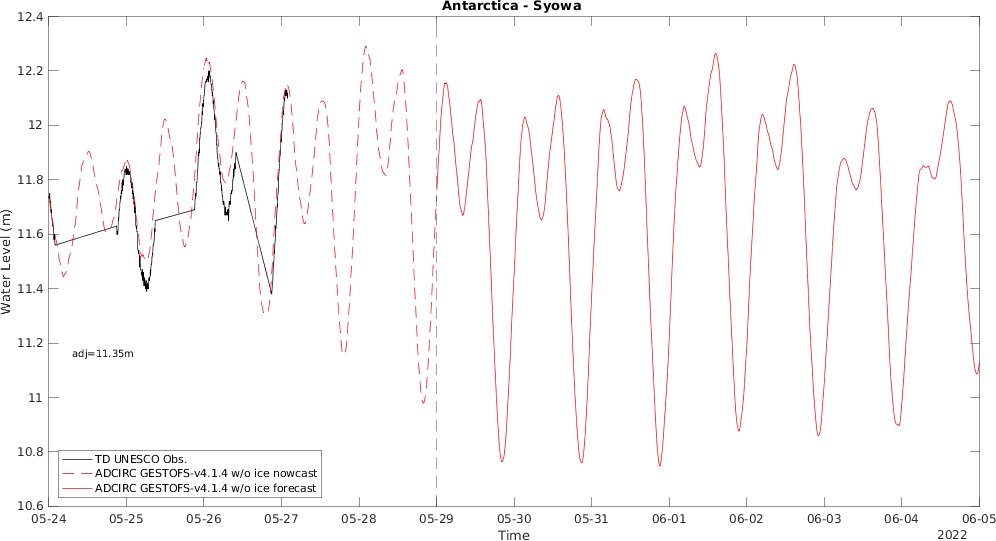 Antarctica - Syowa
12.4
12.2
12
11.8
11.6
11.4
11.2
11
10.8
10.6
Water Level (m)
adj=11.35m
TD UNESCO Obs.
ADCIRC GESTOFS-v4.1.4 w/o ice nowcast
ADCIRC GESTOFS-v4.1.4 w/o ice forecast
05-24 05-25 05-26 05-27 05-28 05-29 05-30 05-31 06-01 06-02 06-03 06-04 06-05
Time
2022